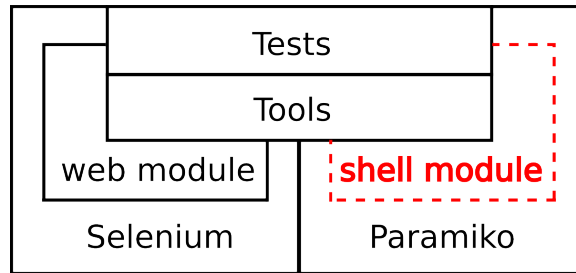 Tests
Tools
web module
shell module
Selenium
Paramiko